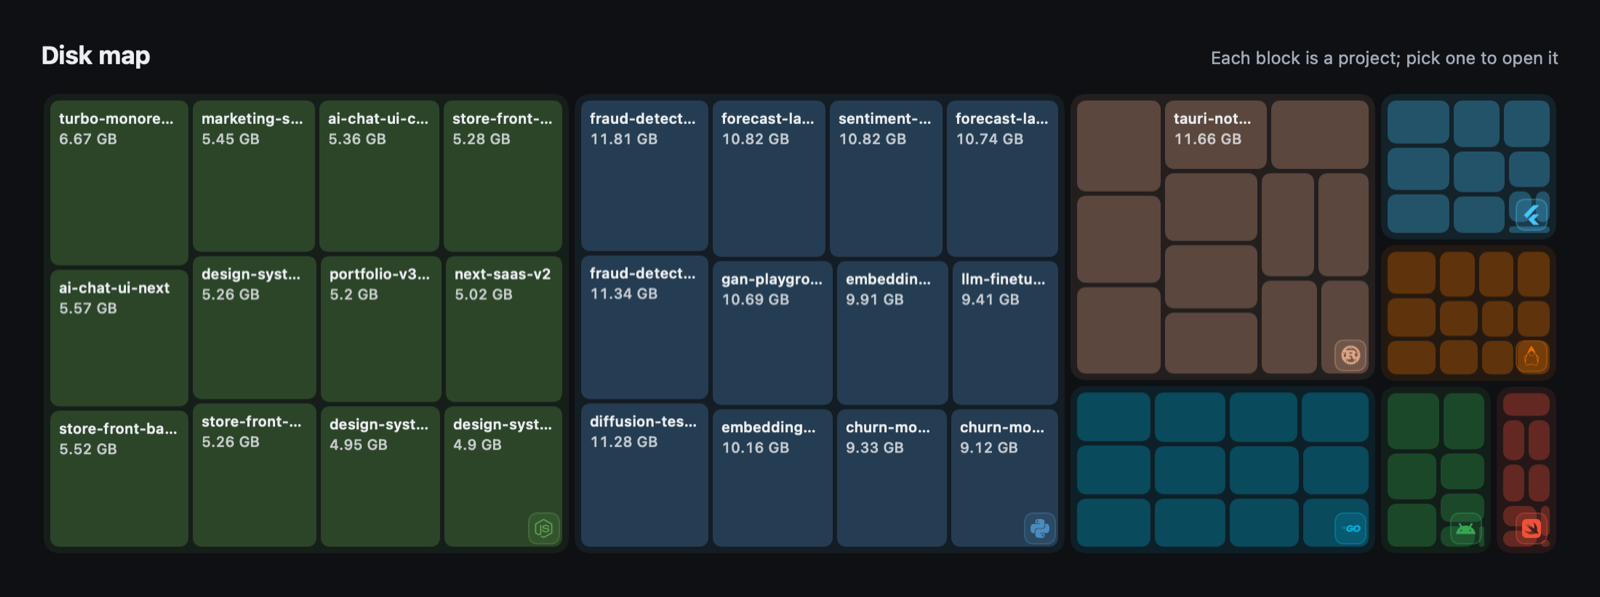 Disk map
Each block is a project; pick one to open it
turbo-monore...
6.67 GB
marketing-s...
5.45 GB
ai-chat-ui-c...
5.36 GB
store-front-...
5.28 GB
ai-chat-ui-next
5.57 GB
design-syst...
5.26 GB
portfolio-v3...
5.2 GB
next-saas-v2
5.02 GB
store-front-ba...
5.52 GB
store-front-...
5.26 GB
design-syst...
4.95 GB
design-syst...
4.9 GB
JS
fraud-detect...
11.81 GB
forecast-la...
10.82 GB
sentiment-...
10.82 GB
forecast-la...
10.74 GB
fraud-detect...
11.34 GB
gan-playgro...
10.69 GB
embeddin...
9.91 GB
llm-finetu...
9.41 GB
diffusion-tes...
11.28 GB
embedding...
10.16 GB
churn-mo...
9.33 GB
churn-mo...
9.12 GB
tauri-not...
11.66 GB
R
GO